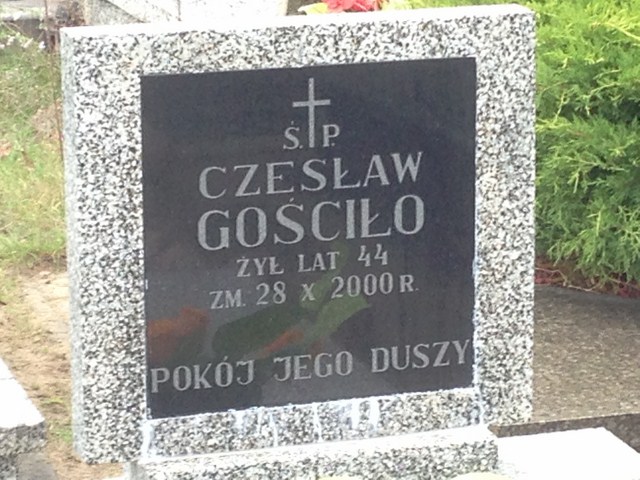 Ś.P.
CZESŁAW
GOŚCIŁO
ŻYŁ LAT 44
ZM. 28 X 2000 R.
POKÓJ JEGO DUSZY